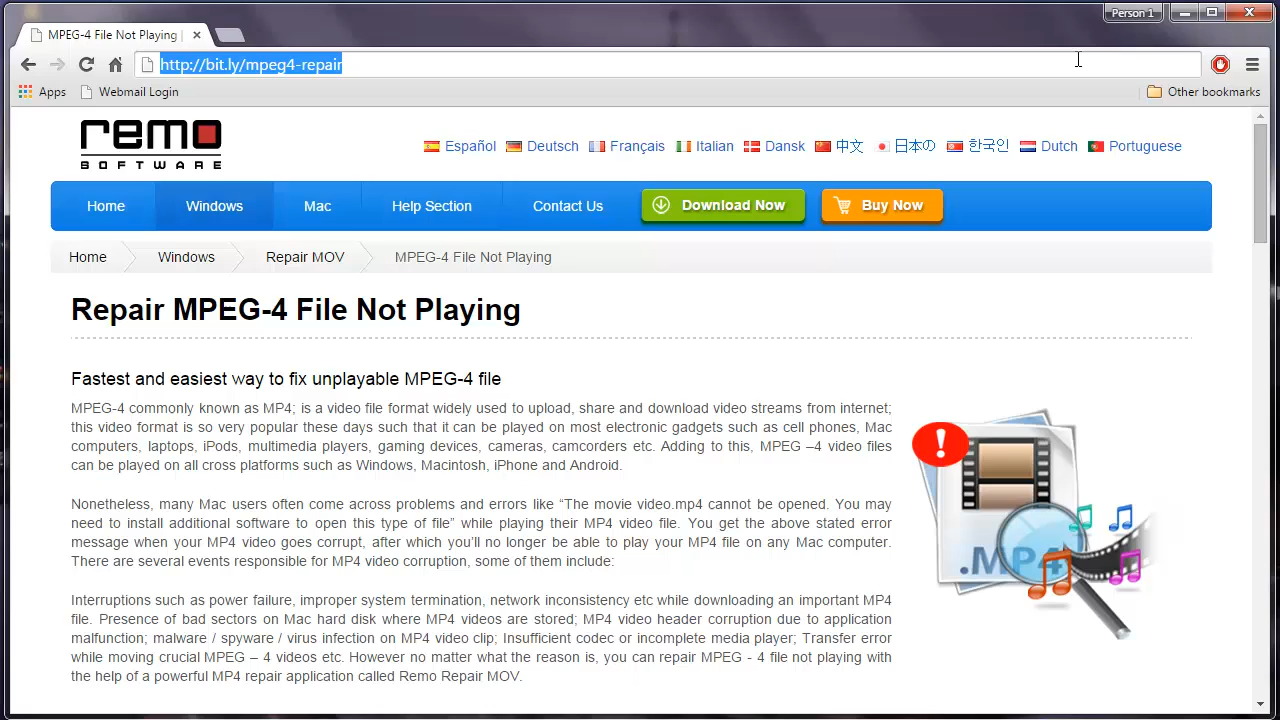 Person 1
MPEG-4 File Not Playing |
http://bit.ly/mpeg4-repair
Apps Webmail Login Other bookmarks
remo
SOFTWARE
Español Deutsch Français Italian Dansk 中文 日本の 한국인 Dutch Portuguese
Home Windows Mac Help Section Contact Us Download Now Buy Now
Home Windows Repair MOV MPEG-4 File Not Playing
Repair MPEG-4 File Not Playing
Fastest and easiest way to fix unplayable MPEG-4 file
MPEG-4 commonly known as MP4; is a video file format widely used to upload, share and download video streams from internet;
this video format is so very popular these days such that it can be played on most electronic gadgets such as cell phones, Mac
computers, laptops, iPods, multimedia players, gaming devices, cameras, camcorders etc. Adding to this, MPEG –4 video files
can be played on all cross platforms such as Windows, Macintosh, iPhone and Android.
Nonetheless, many Mac users often come across problems and errors like “The movie video.mp4 cannot be opened. You may
need to install additional software to open this type of file” while playing their MP4 video file. You get the above stated error
message when your MP4 video goes corrupt, after which you’ll no longer be able to play your MP4 file on any Mac computer.
There are several events responsible for MP4 video corruption, some of them include:
Interruptions such as power failure, improper system termination, network inconsistency etc while downloading an important MP4
file. Presence of bad sectors on Mac hard disk where MP4 videos are stored; MP4 video header corruption due to application
malfunction; malware / spyware / virus infection on MP4 video clip; Insufficient codec or incomplete media player; Transfer error
while moving crucial MPEG – 4 videos etc. However no matter what the reason is, you can repair MPEG - 4 file not playing with
the help of a powerful MP4 repair application called Remo Repair MOV.
.MP4